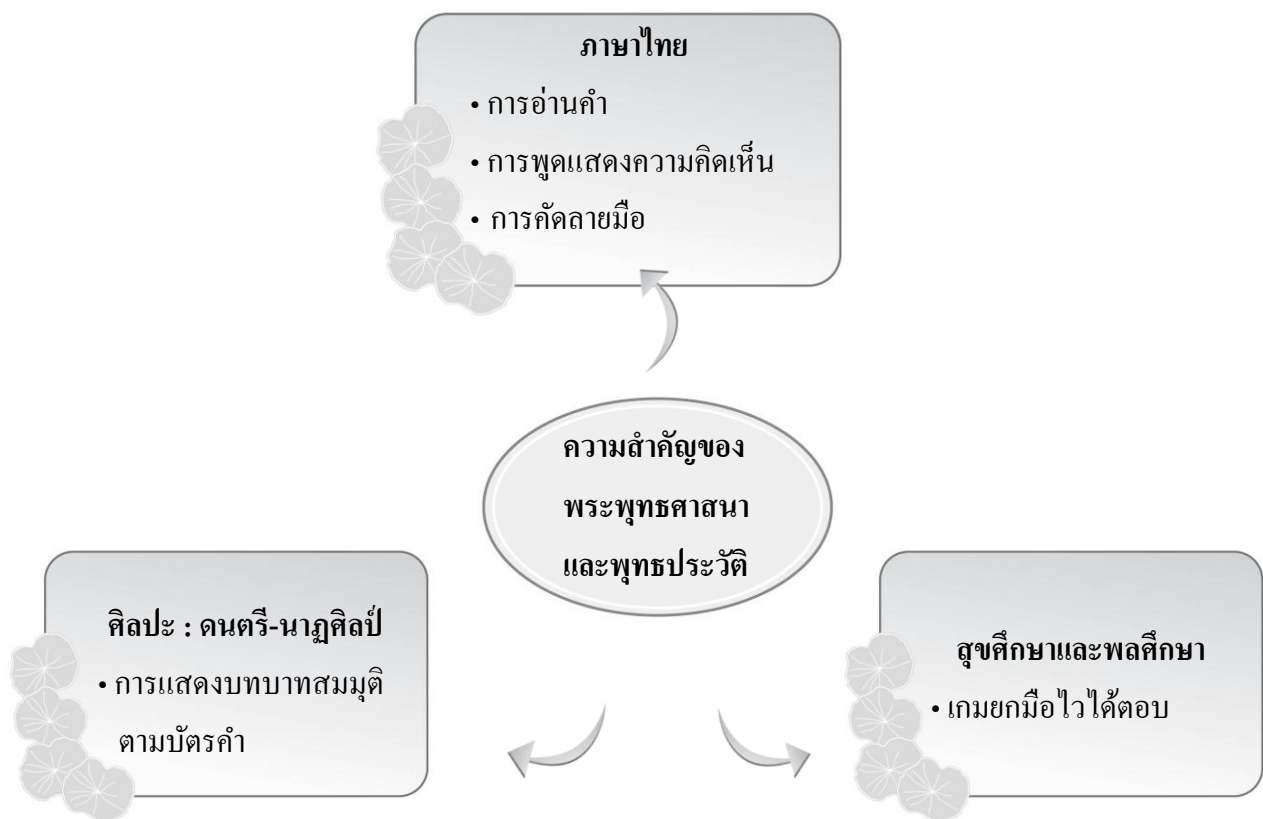 ภาษาไทย
• การอ่านคำ
• การพูดแสดงความคิดเห็น
• การคัดลายมือ
ความสำคัญของ
พระพุทธศาสนา
และพุทธประวัติ
ศิลปะ : ดนตรี-นาฏศิลป์
• การแสดงบทบาทสมมุติ
ตามบัตรคำ
สุขศึกษาและพลศึกษา
• เกมยกมือไวได้ตอบ